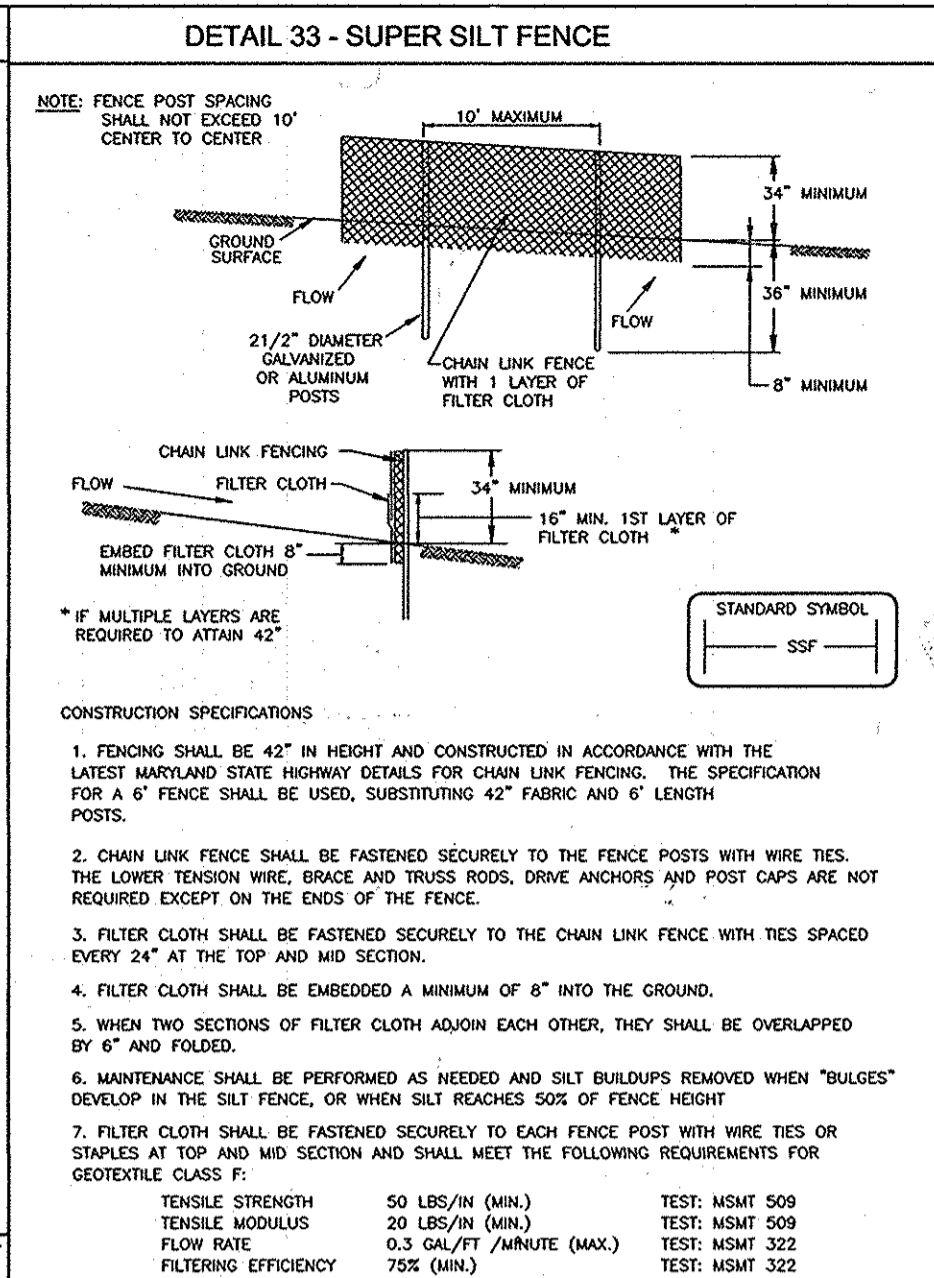 DETAIL 33 - SUPER SILT FENCE
NOTE: FENCE POST SPACING
SHALL NOT EXCEED 10'
CENTER TO CENTER
10' MAXIMUM
34" MINIMUM
GROUND
SURFACE
FLOW
36" MINIMUM
FLOW
21/2" DIAMETER
GALVANIZED
OR ALUMINUM
POSTS
CHAIN LINK FENCE
WITH 1 LAYER OF
FILTER CLOTH
8" MINIMUM
CHAIN LINK FENCING
FLOW
FILTER CLOTH
34" MINIMUM
16" MIN. 1ST LAYER OF
FILTER CLOTH *
EMBED FILTER CLOTH 8"
MINIMUM INTO GROUND
* IF MULTIPLE LAYERS ARE
REQUIRED TO ATTAIN 42"
STANDARD SYMBOL
SSF
CONSTRUCTION SPECIFICATIONS
1. FENCING SHALL BE 42" IN HEIGHT AND CONSTRUCTED IN ACCORDANCE WITH THE
LATEST MARYLAND STATE HIGHWAY DETAILS FOR CHAIN LINK FENCING. THE SPECIFICATION
FOR A 6' FENCE SHALL BE USED, SUBSTITUTING 42" FABRIC AND 6' LENGTH
POSTS.
2. CHAIN LINK FENCE SHALL BE FASTENED SECURELY TO THE FENCE POSTS WITH WIRE TIES.
THE LOWER TENSION WIRE, BRACE AND TRUSS RODS, DRIVE ANCHORS AND POST CAPS ARE NOT
REQUIRED EXCEPT ON THE ENDS OF THE FENCE.
3. FILTER CLOTH SHALL BE FASTENED SECURELY TO THE CHAIN LINK FENCE WITH TIES SPACED
EVERY 24" AT THE TOP AND MID SECTION.
4. FILTER CLOTH SHALL BE EMBEDDED A MINIMUM OF 8" INTO THE GROUND.
5. WHEN TWO SECTIONS OF FILTER CLOTH ADJOIN EACH OTHER, THEY SHALL BE OVERLAPPED
BY 6" AND FOLDED.
6. MAINTENANCE SHALL BE PERFORMED AS NEEDED AND SILT BUILDUPS REMOVED WHEN "BULGES"
DEVELOP IN THE SILT FENCE, OR WHEN SILT REACHES 50% OF FENCE HEIGHT
7. FILTER CLOTH SHALL BE FASTENED SECURELY TO EACH FENCE POST WITH WIRE TIES OR
STAPLES AT TOP AND MID SECTION AND SHALL MEET THE FOLLOWING REQUIREMENTS FOR
GEOTEXTILE CLASS F:
TENSILE STRENGTH 50 LBS/IN (MIN.) TEST: MSMT 509
TENSILE MODULUS 20 LBS/IN (MIN.) TEST: MSMT 509
FLOW RATE 0.3 GAL/FT /MINUTE (MAX.) TEST: MSMT 322
FILTERING EFFICIENCY 75% (MIN.) TEST: MSMT 322